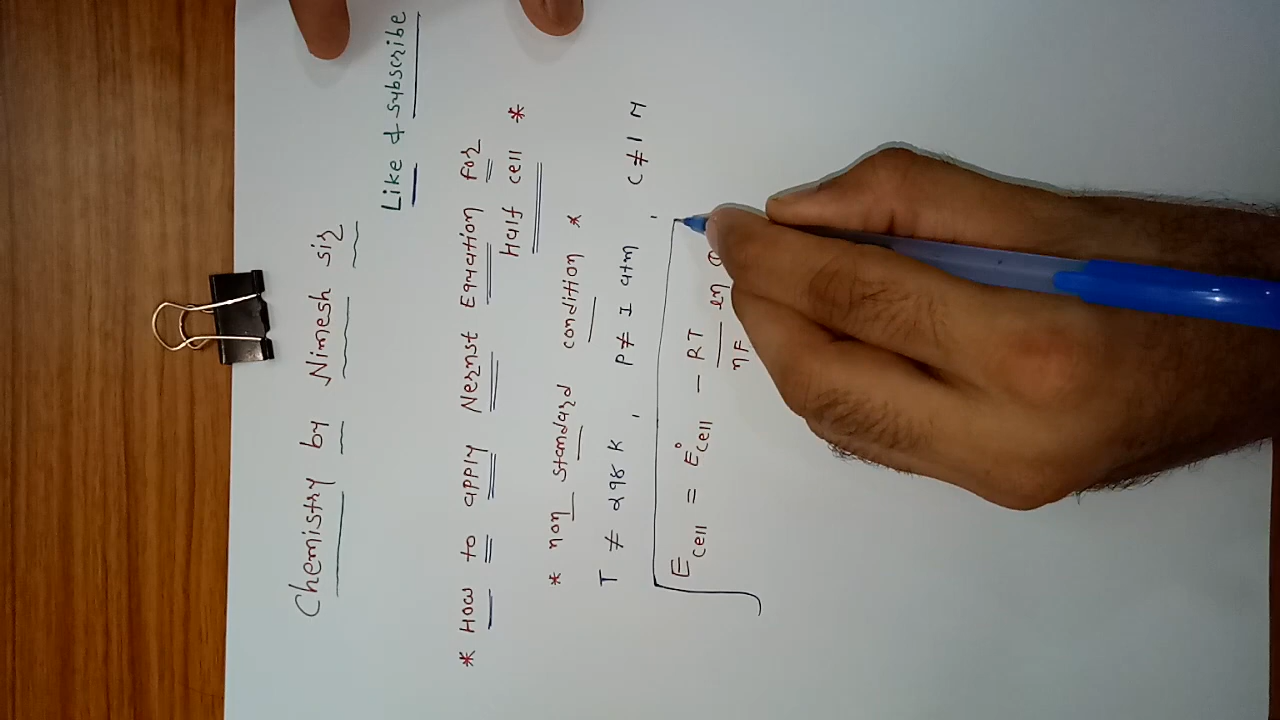 Chemistry by Nimesh sir
Like & subscribe
* How to apply Nernst Equation for
Half cell *
* non standard condition *
T ≠ 298 K , P ≠ 1 atm , C ≠ 1 M
E cell = E° cell - RT/nF ln Q